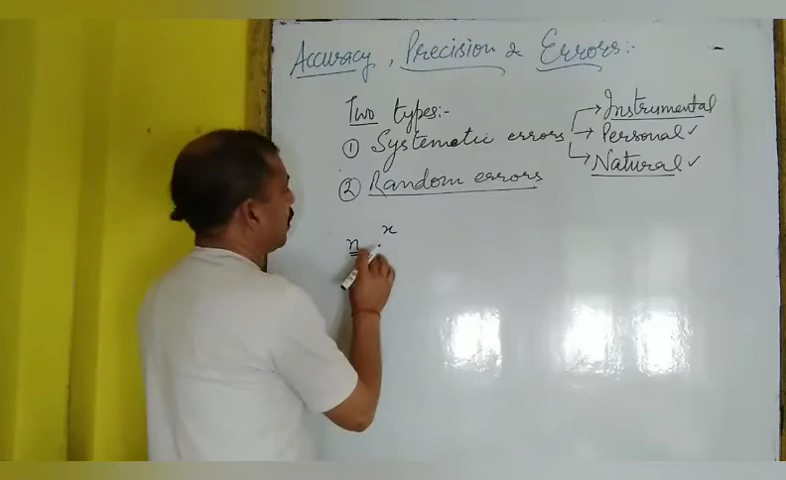 Accuracy, Precision & Errors:-
Two types:-
① Systematic errors → Instrumental
→ Personal ✓
→ Natural ✓
② Random errors
x
n